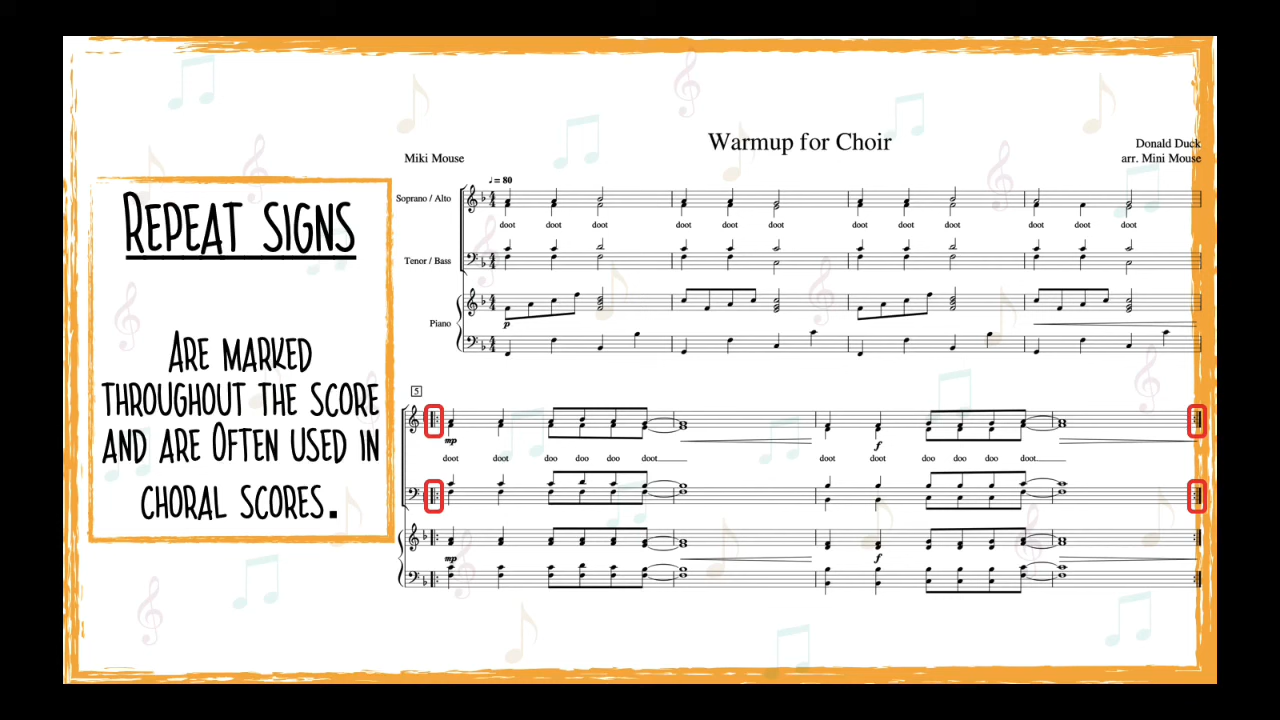 REPEAT SIGNS
ARE MARKED
THROUGHOUT THE SCORE
AND ARE OFTEN USED IN
CHORAL SCORES.
Warmup for Choir
Miki Mouse
Donald Duck
arr. Mini Mouse
♩ = 80
Soprano / Alto
doot doot doot doot doot doot doot doot doot doot doot doot
Tenor / Bass
Piano
p
5
mp
f
doot doot doo doo doo doot____ doot doot doo doo doo doot____
mp
f